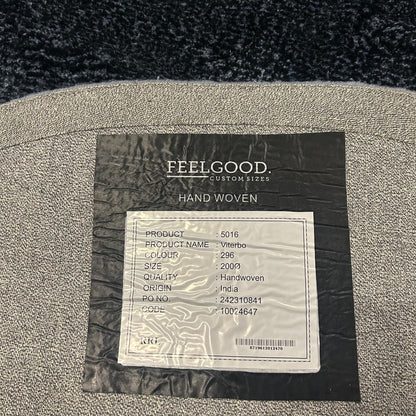 FEELGOOD.
CUSTOM SIZES
HAND WOVEN
PRODUCT : 5016
PRODUCT NAME : Viterbo
COLOUR : 296
SIZE : 200Ø
QUALITY : Handwoven
ORIGIN : India
PO NO. : 242310841
CODE : 10024647